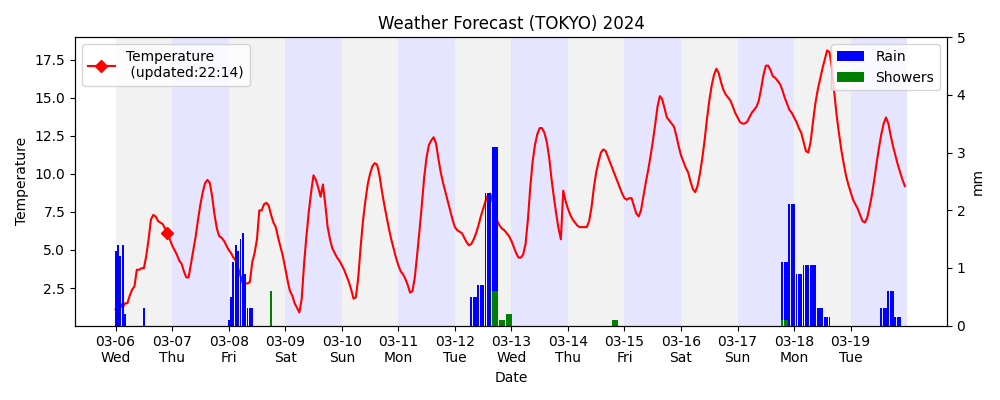 Weather Forecast (TOKYO) 2024
Temperature
(updated:22:14)
Rain
Showers
Temperature
17.5
15.0
12.5
10.0
7.5
5.0
2.5
5
4
3
2
1
0
mm
03-06 03-07 03-08 03-09 03-10 03-11 03-12 03-13 03-14 03-15 03-16 03-17 03-18 03-19
Wed Thu Fri Sat Sun Mon Tue Wed Thu Fri Sat Sun Mon Tue
Date